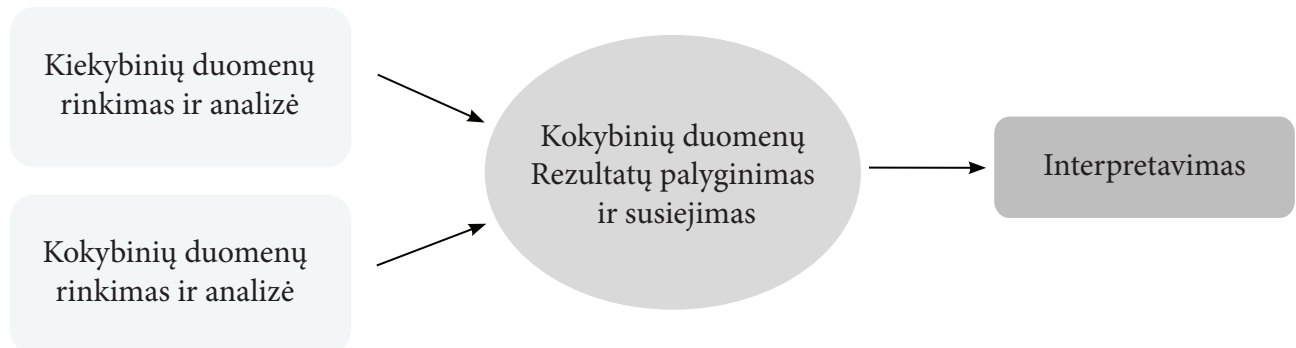 Kiekybinių duomenų
rinkimas ir analizė
Kokybinių duomenų
rinkimas ir analizė
Kokybinių duomenų
Rezultatų palyginimas
ir susiejimas
Interpretavimas